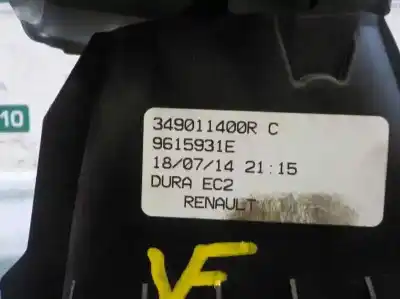 10
349011400R C
9615931E
18/07/14 21:15
DURA EC2
RENAULT
VF